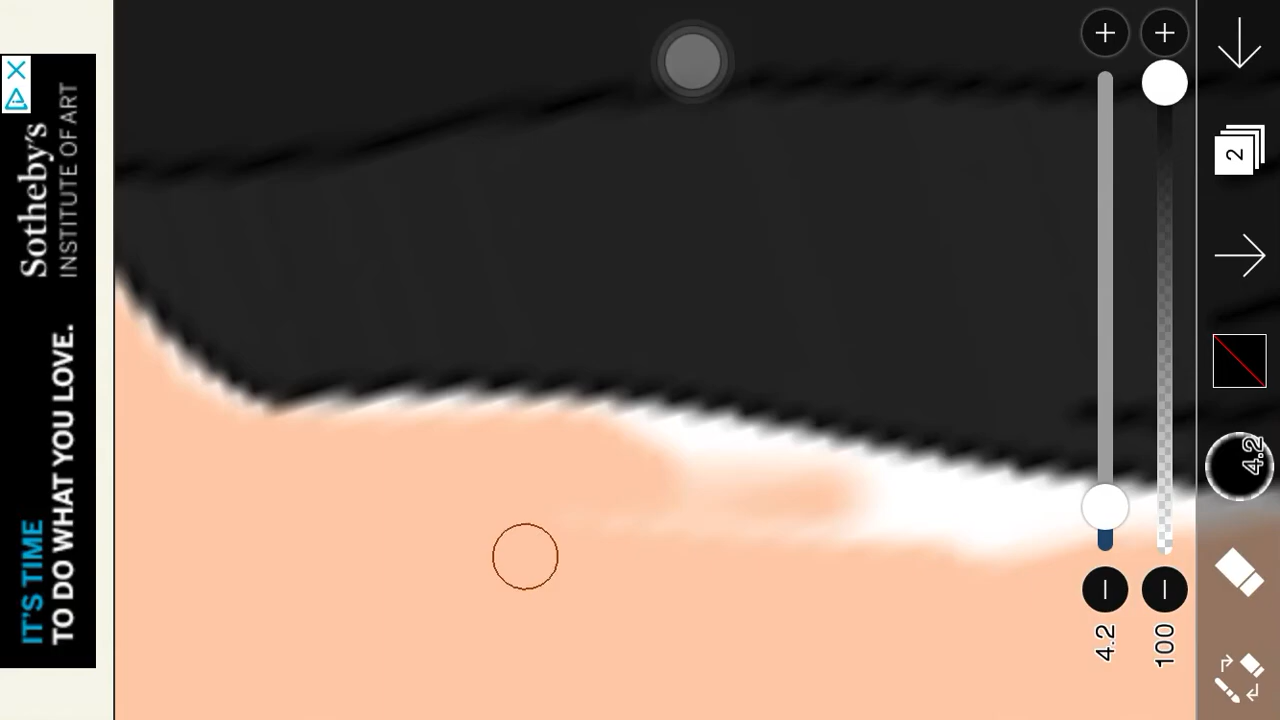 Sotheby's
INSTITUTE OF ART
IT'S TIME
TO DO WHAT YOU LOVE.
4.2
100
2
4.2